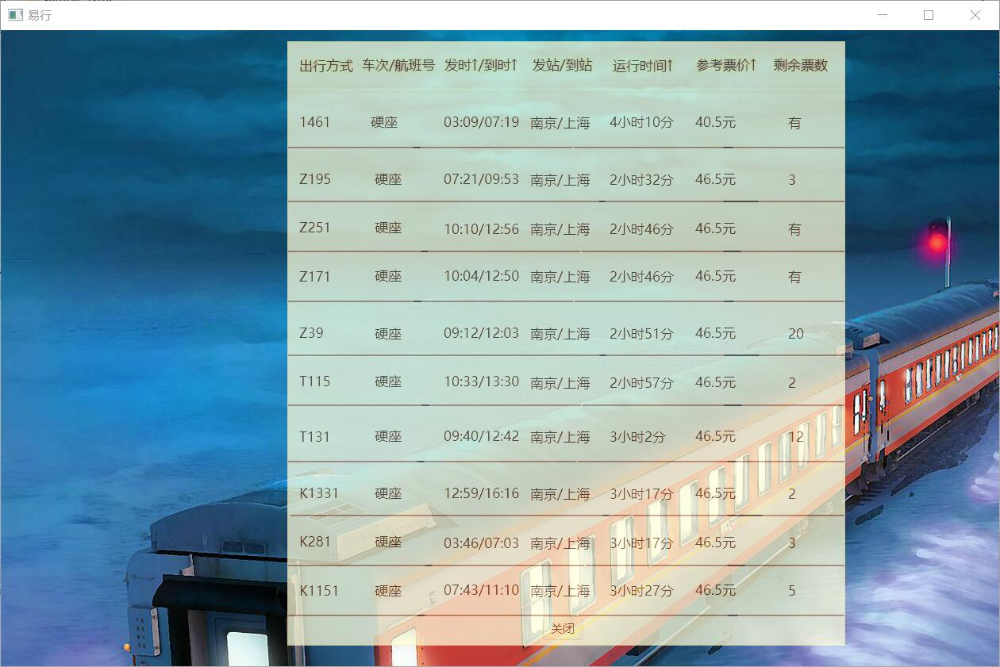 易行
出行方式 车次/航班号 发时↑/到时↑ 发站/到站 运行时间↑ 参考票价↑ 剩余票数
1461 硬座 03:09/07:19 南京/上海 4小时10分 40.5元 有
Z195 硬座 07:21/09:53 南京/上海 2小时32分 46.5元 3
Z251 硬座 10:10/12:56 南京/上海 2小时46分 46.5元 有
Z171 硬座 10:04/12:50 南京/上海 2小时46分 46.5元 有
Z39 硬座 09:12/12:03 南京/上海 2小时51分 46.5元 20
T115 硬座 10:33/13:30 南京/上海 2小时57分 46.5元 2
T131 硬座 09:40/12:42 南京/上海 3小时2分 46.5元 12
K1331 硬座 12:59/16:16 南京/上海 3小时17分 46.5元 2
K281 硬座 03:46/07:03 南京/上海 3小时17分 46.5元 3
K1151 硬座 07:43/11:10 南京/上海 3小时27分 46.5元 5
关闭